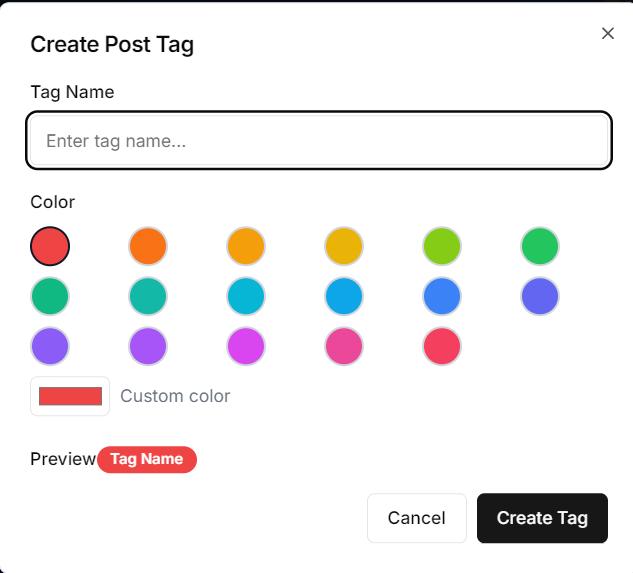 Create Post Tag
Tag Name
Enter tag name...
Color
Custom color
Preview Tag Name
Cancel Create Tag